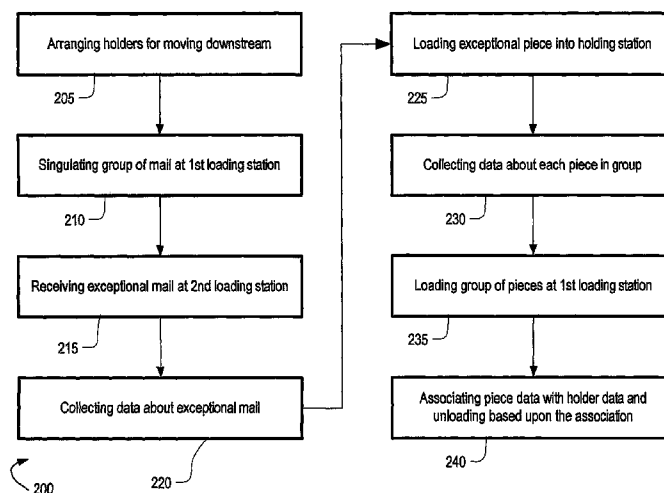 Arranging holders for moving downstream
205
Singulating group of mail at 1st loading station
210
Receiving exceptional mail at 2nd loading station
215
Collecting data about exceptional mail
220
200
Loading exceptional piece into holding station
225
Collecting data about each piece in group
230
Loading group of pieces at 1st loading station
235
Associating piece data with holder data and
unloading based upon the association
240